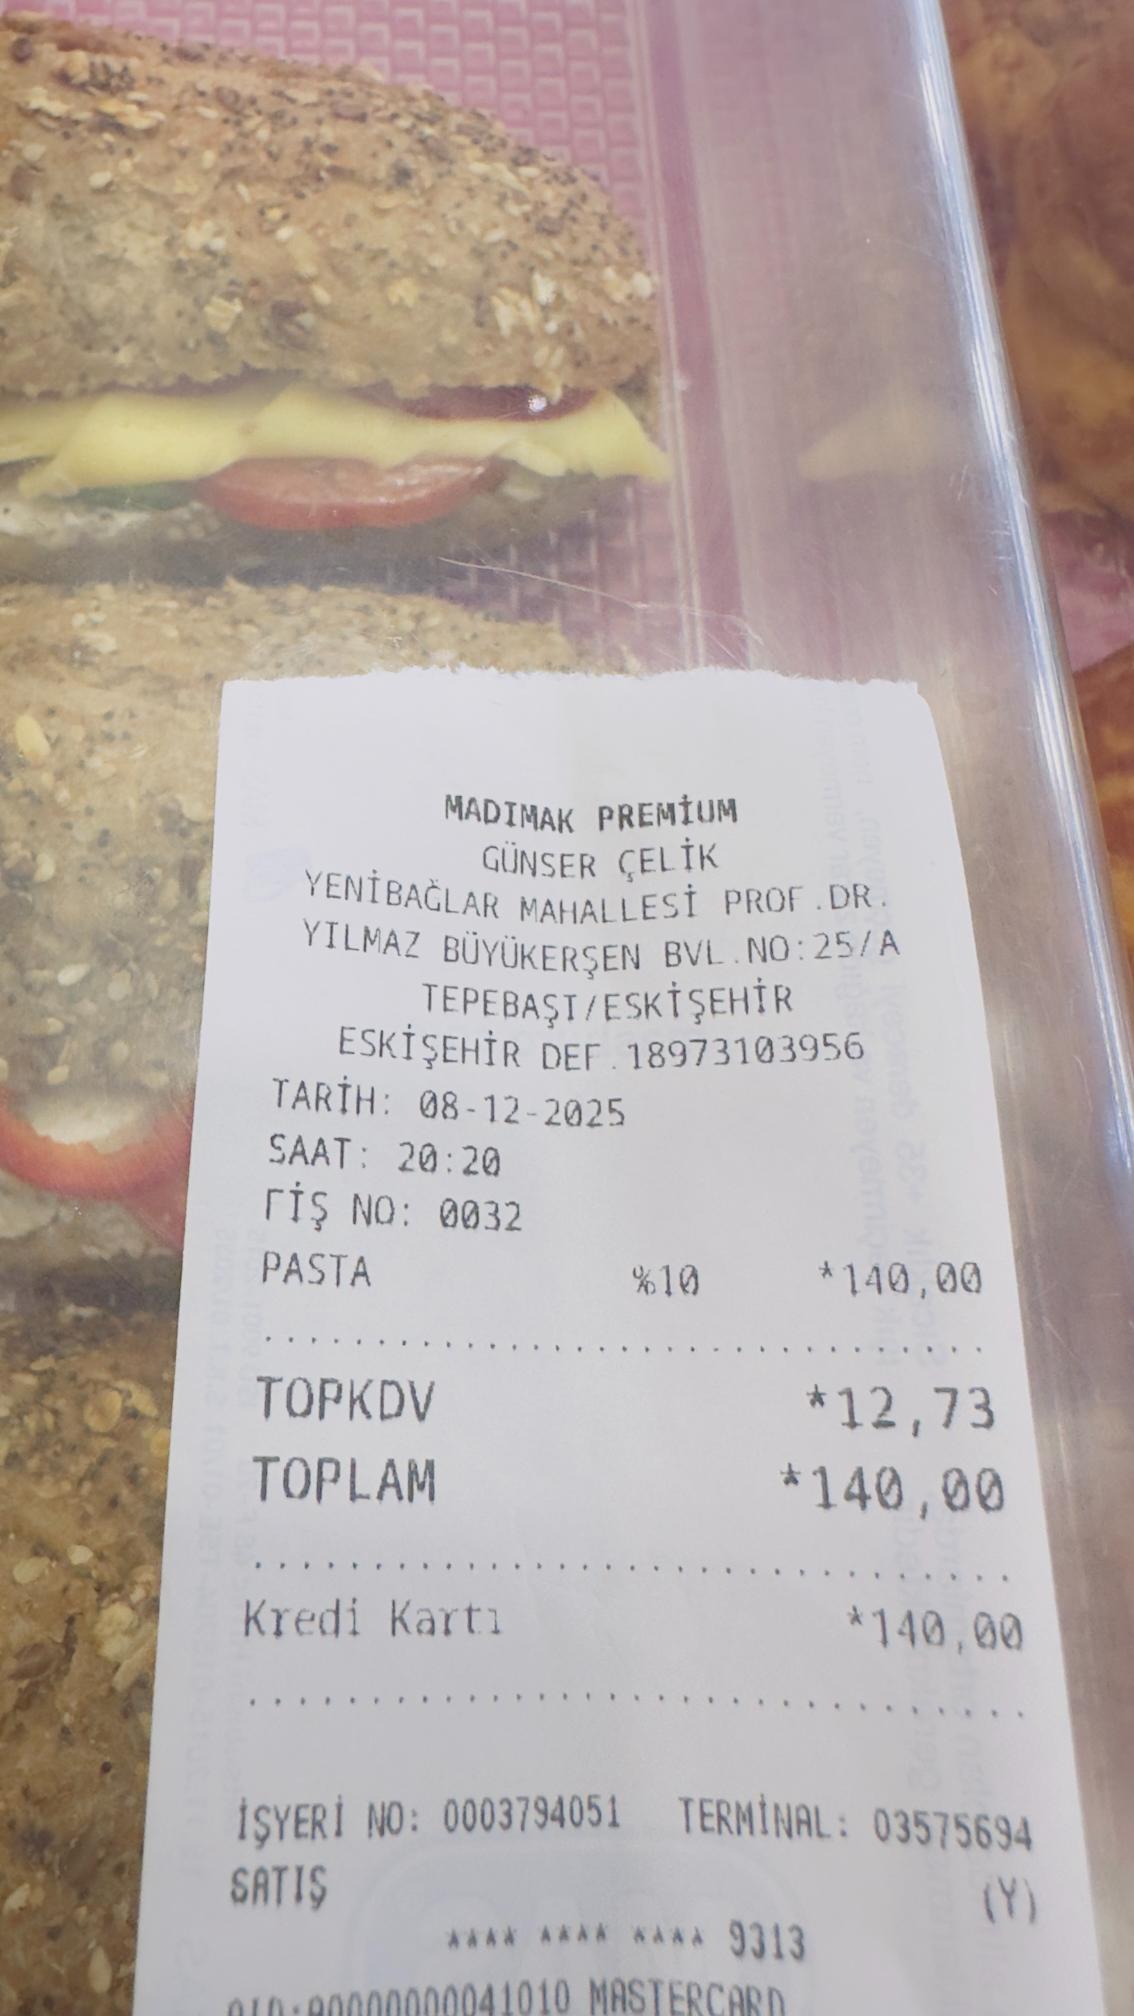 MADIMAK PREMİUM
GÜNSER ÇELİK
YENİBAĞLAR MAHALLESİ PROF.DR.
YILMAZ BÜYÜKERŞEN BVL.NO:25/A
TEPEBAŞI/ESKİŞEHİR
ESKİŞEHİR DEF.18973103956
TARİH: 08-12-2025
SAAT: 20:20
FİŞ NO: 0032
PASTA %10 *140,00
TOPKDV *12,73
TOPLAM *140,00
Kredi Kartı *140,00
İŞYERİ NO: 0003794051 TERMİNAL: 03575694
SATIŞ (Y)
**** **** **** 9313
AID:A0000000041010 MASTERCARD